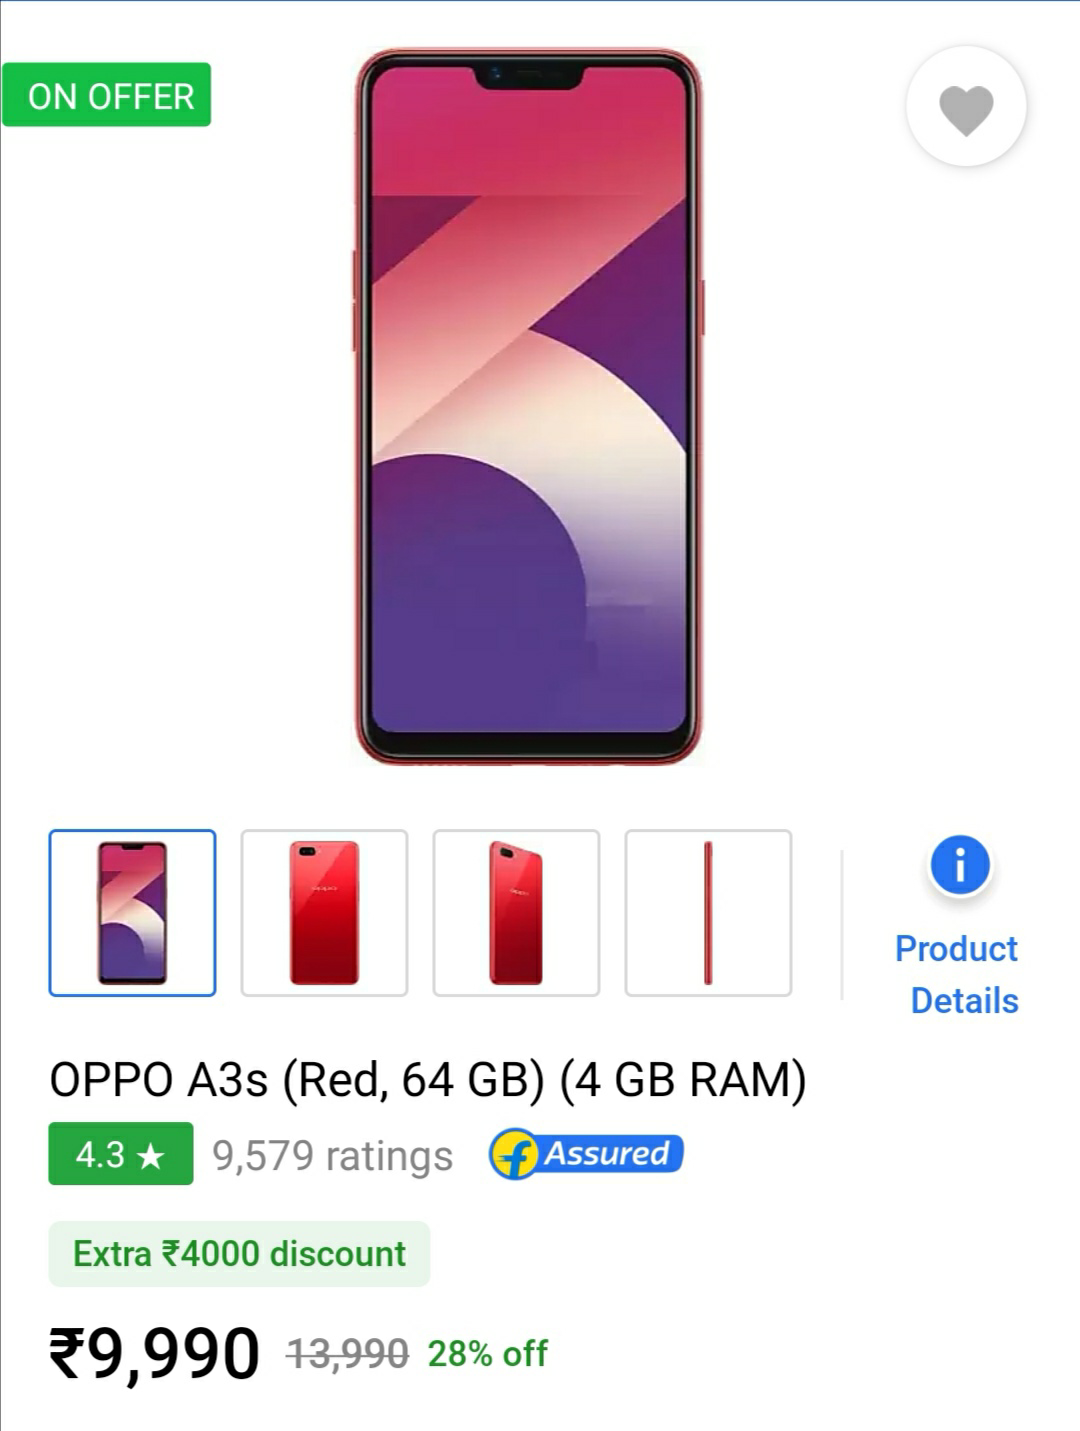 ON OFFER
Product
Details
OPPO A3s (Red, 64 GB) (4 GB RAM)
4.3 ★ 9,579 ratings f Assured
Extra ₹4000 discount
₹9,990 13,990 28% off